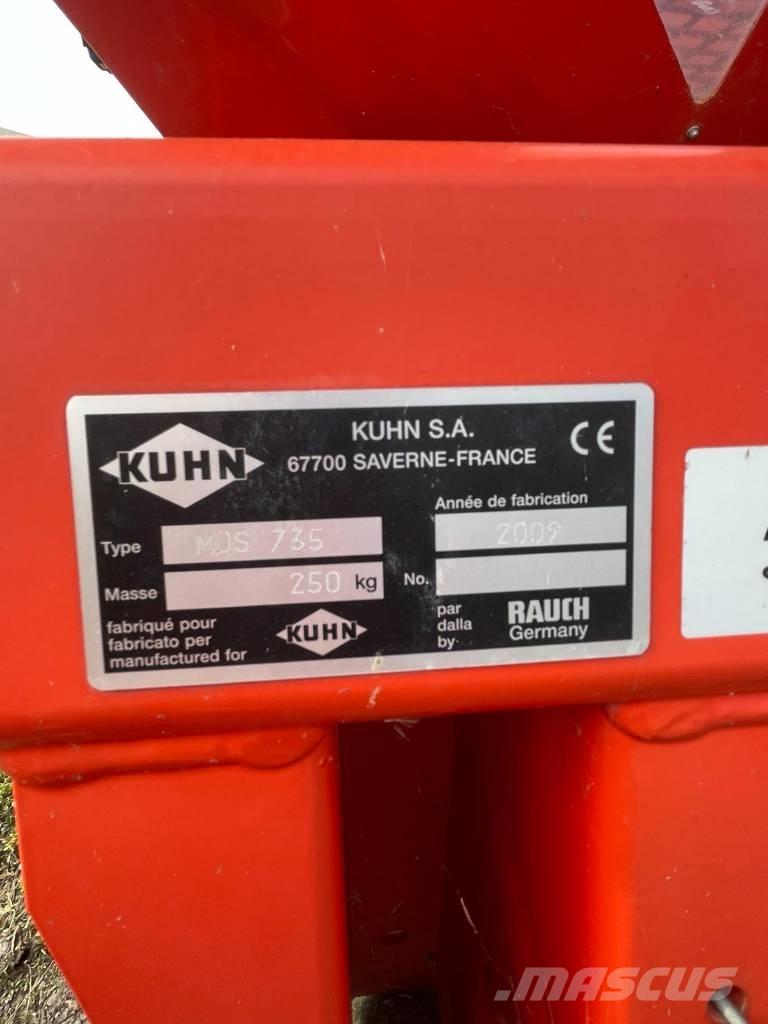 KUHN
KUHN S.A.
67700 SAVERNE-FRANCE
CE
Année de fabrication
Type MDS 735 2009
Masse 250 kg No. /
fabriqué pour
fabricato per
manufactured for
KUHN
par
dalla
by
RAUCH
Germany
MASCUS